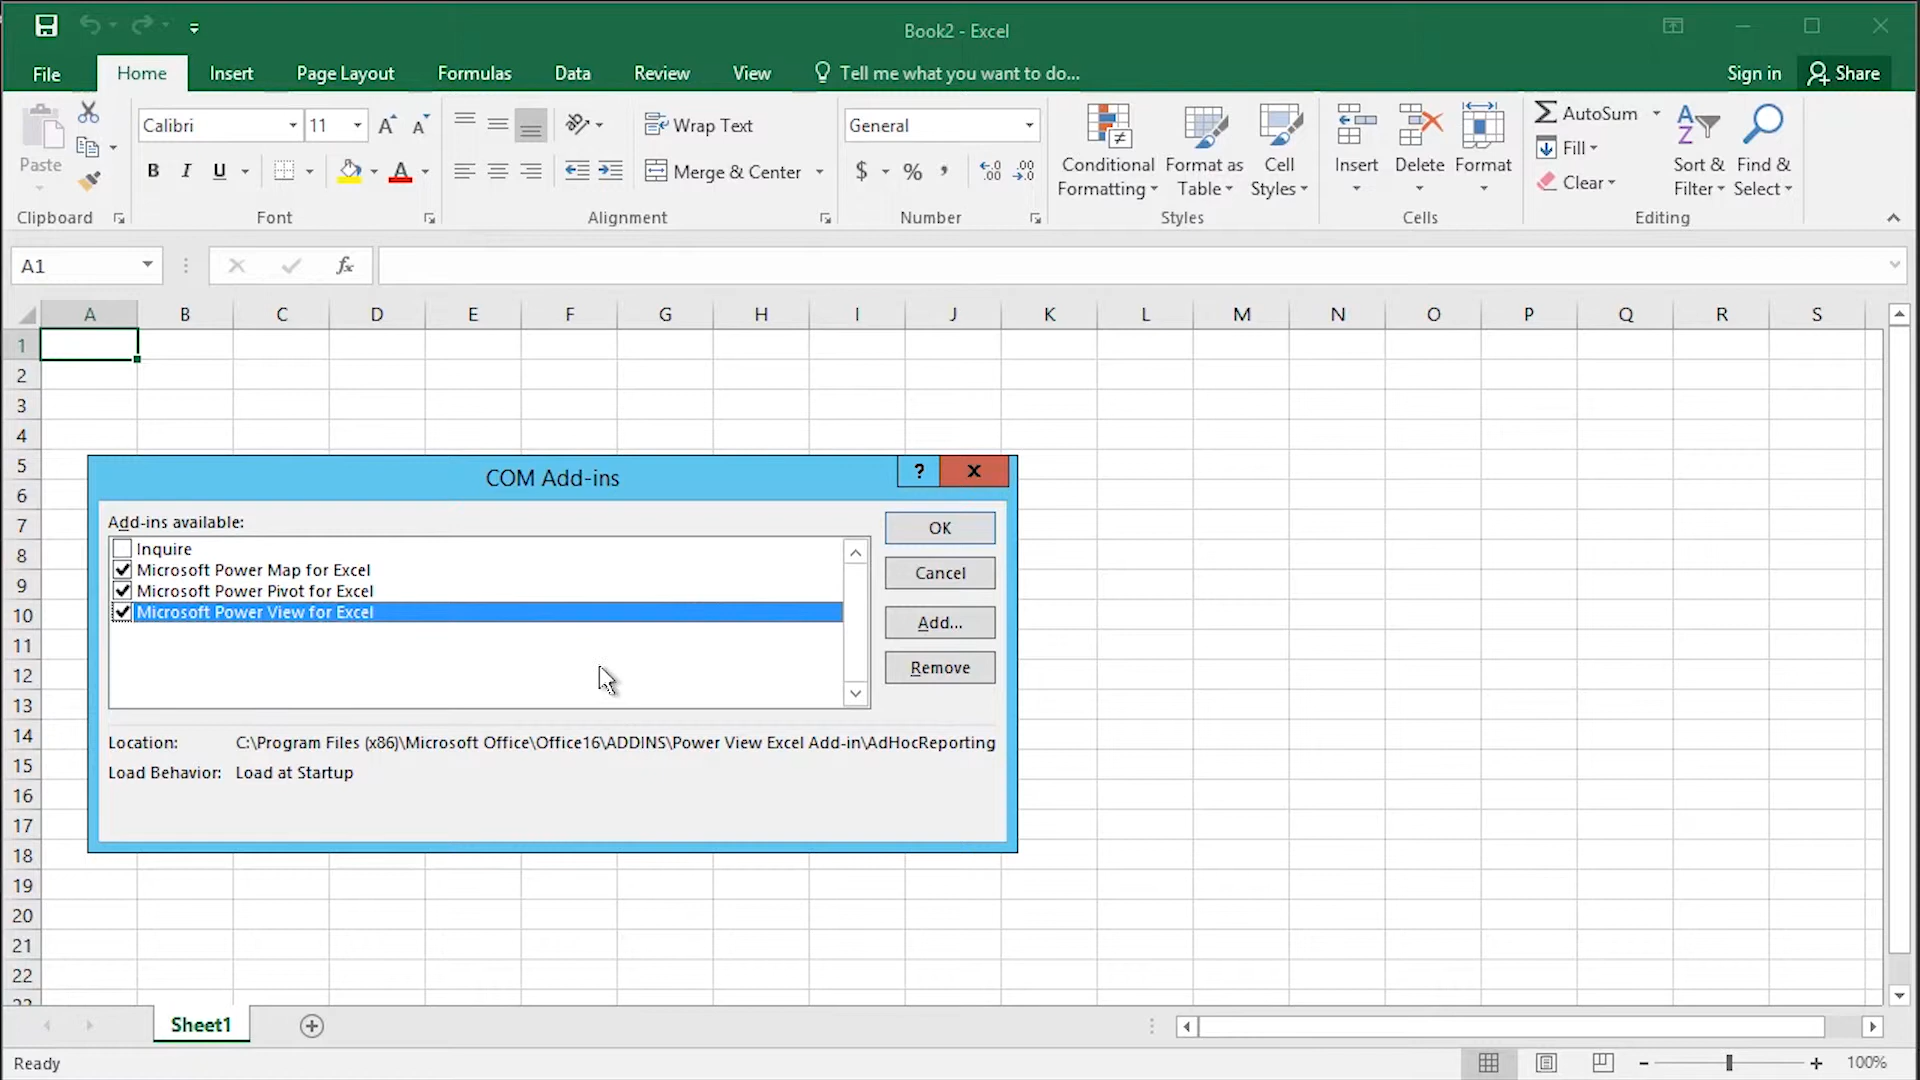 Book2 - Excel
File Home Insert Page Layout Formulas Data Review View Tell me what you want to do... Sign in Share
Calibri 11 A A Wrap Text General AutoSum A
Fill Z
Paste Conditional Format as Cell Insert Delete Format Sort & Find &
B I U A Merge & Center $ % , Formatting Table Styles Clear Filter Select
Clipboard Font Alignment Number Styles Cells Editing
A1 fx
A B C D E F G H I J K L M N O P Q R S
1
2
3
4
5
6
7
8
9
10
11
12
13
14
15
16
17
18
19
20
21
22
23
COM Add-ins ? X
Add-ins available: OK
Inquire
Microsoft Power Map for Excel Cancel
Microsoft Power Pivot for Excel
Microsoft Power View for Excel Add...
Remove
Location: C:\Program Files (x86)\Microsoft Office\Office16\ADDINS\Power View Excel Add-in\AdHocReporting
Load Behavior: Load at Startup
Sheet1
Ready 100%